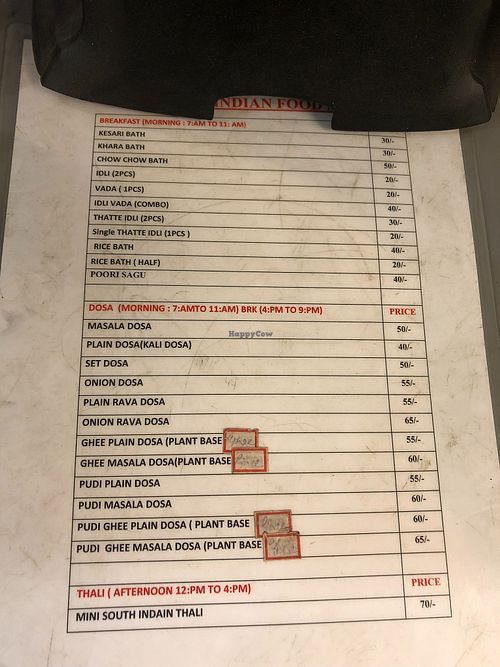 INDIAN FOOD
BREAKFAST (MORNING : 7:AM TO 11: AM)
KESARI BATH 30/-
KHARA BATH 30/-
CHOW CHOW BATH 50/-
IDLI (2PCS) 20/-
VADA ( 1PCS) 20/-
IDLI VADA (COMBO) 40/-
THATTE IDLI (2PCS) 30/-
Single THATTE IDLI (1PCS ) 20/-
RICE BATH 40/-
RICE BATH ( HALF) 20/-
POORI SAGU 40/-
DOSA (MORNING : 7:AMTO 11:AM) BRK (4:PM TO 9:PM) PRICE
MASALA DOSA 50/-
PLAIN DOSA(KALI DOSA) 40/-
SET DOSA 50/-
ONION DOSA 55/-
PLAIN RAVA DOSA 55/-
ONION RAVA DOSA 65/-
GHEE PLAIN DOSA (PLANT BASE 55/-
GHEE MASALA DOSA(PLANT BASE 60/-
PUDI PLAIN DOSA 55/-
PUDI MASALA DOSA 60/-
PUDI GHEE PLAIN DOSA ( PLANT BASE 60/-
PUDI GHEE MASALA DOSA (PLANT BASE 65/-
THALI ( AFTERNOON 12:PM TO 4:PM) PRICE
MINI SOUTH INDAIN THALI 70/-
HappyCow